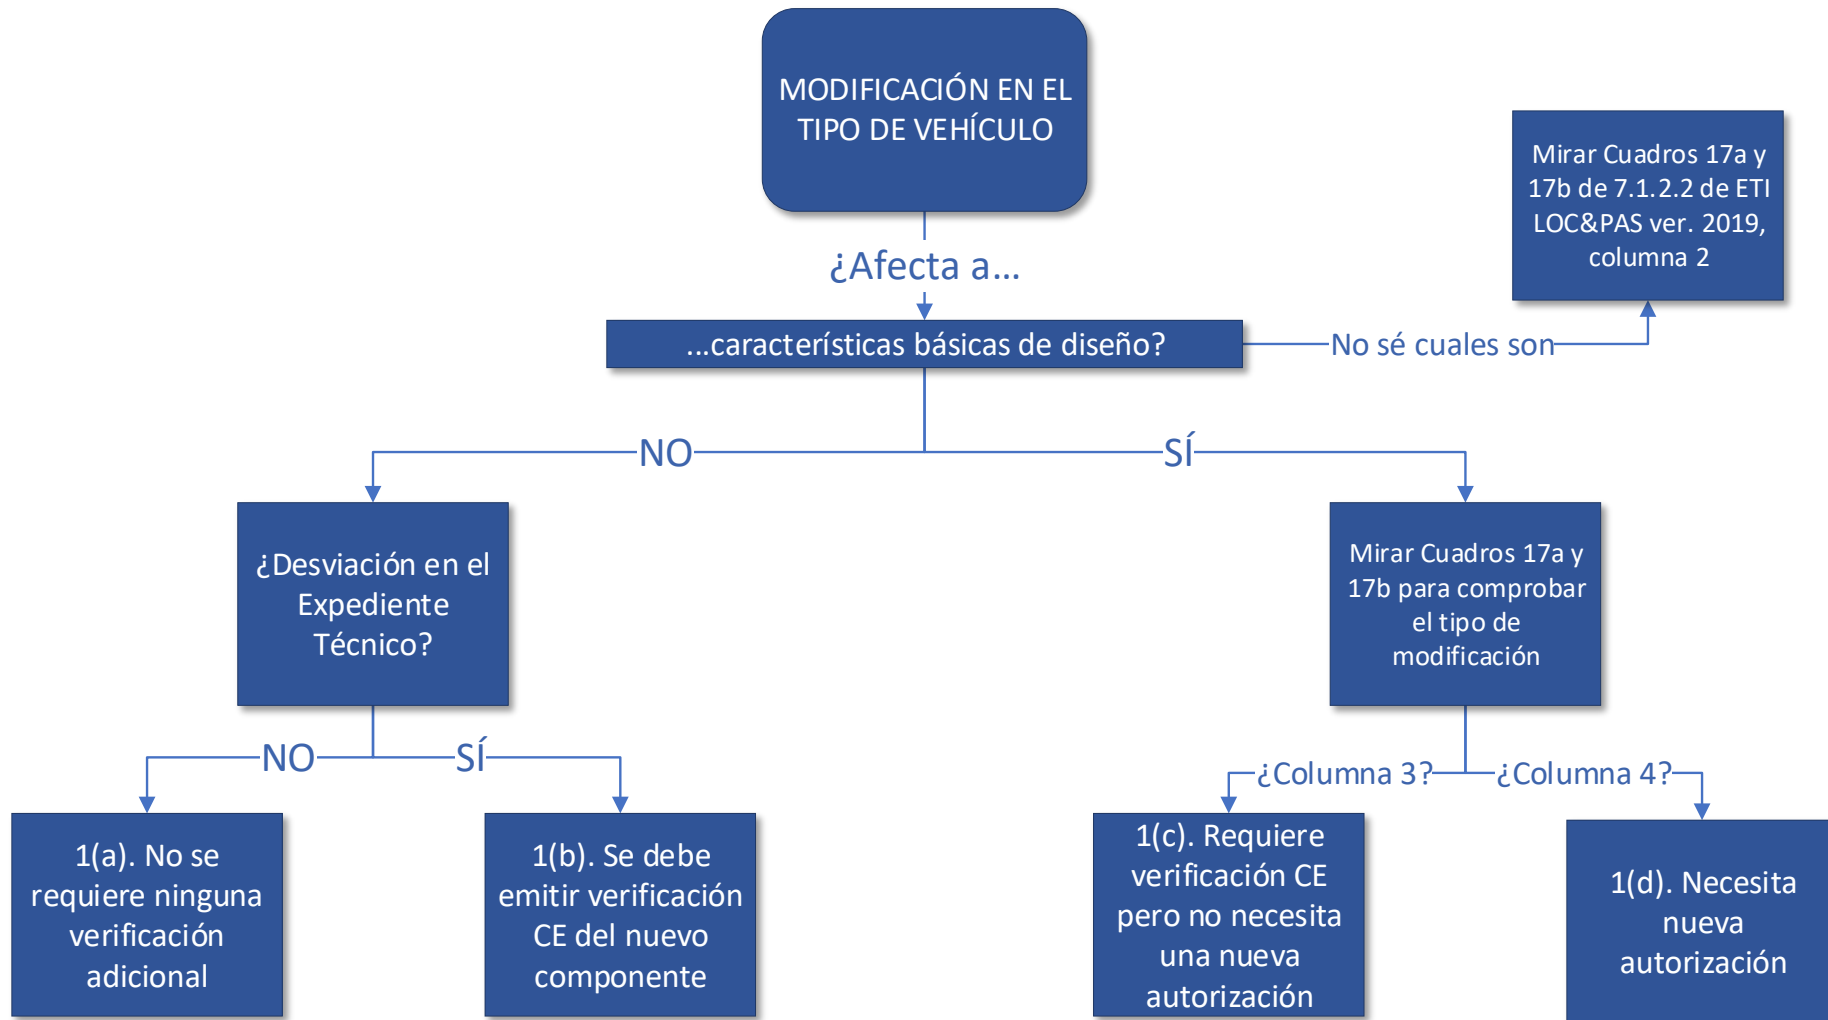 MODIFICACIÓN EN EL
TIPO DE VEHÍCULO
Mirar Cuadros 17a y
17b de 7.1.2.2 de ETI
LOC&PAS ver. 2019,
columna 2
¿Afecta a...
...características básicas de diseño?
No sé cuales son
NO
SÍ
¿Desviación en el
Expediente
Técnico?
Mirar Cuadros 17a y
17b para comprobar
el tipo de
modificación
NO
SÍ
¿Columna 3?
¿Columna 4?
1(a). No se
requiere ninguna
verificación
adicional
1(b). Se debe
emitir verificación
CE del nuevo
componente
1(c). Requiere
verificación CE
pero no necesita
una nueva
autorización
1(d). Necesita
nueva
autorización